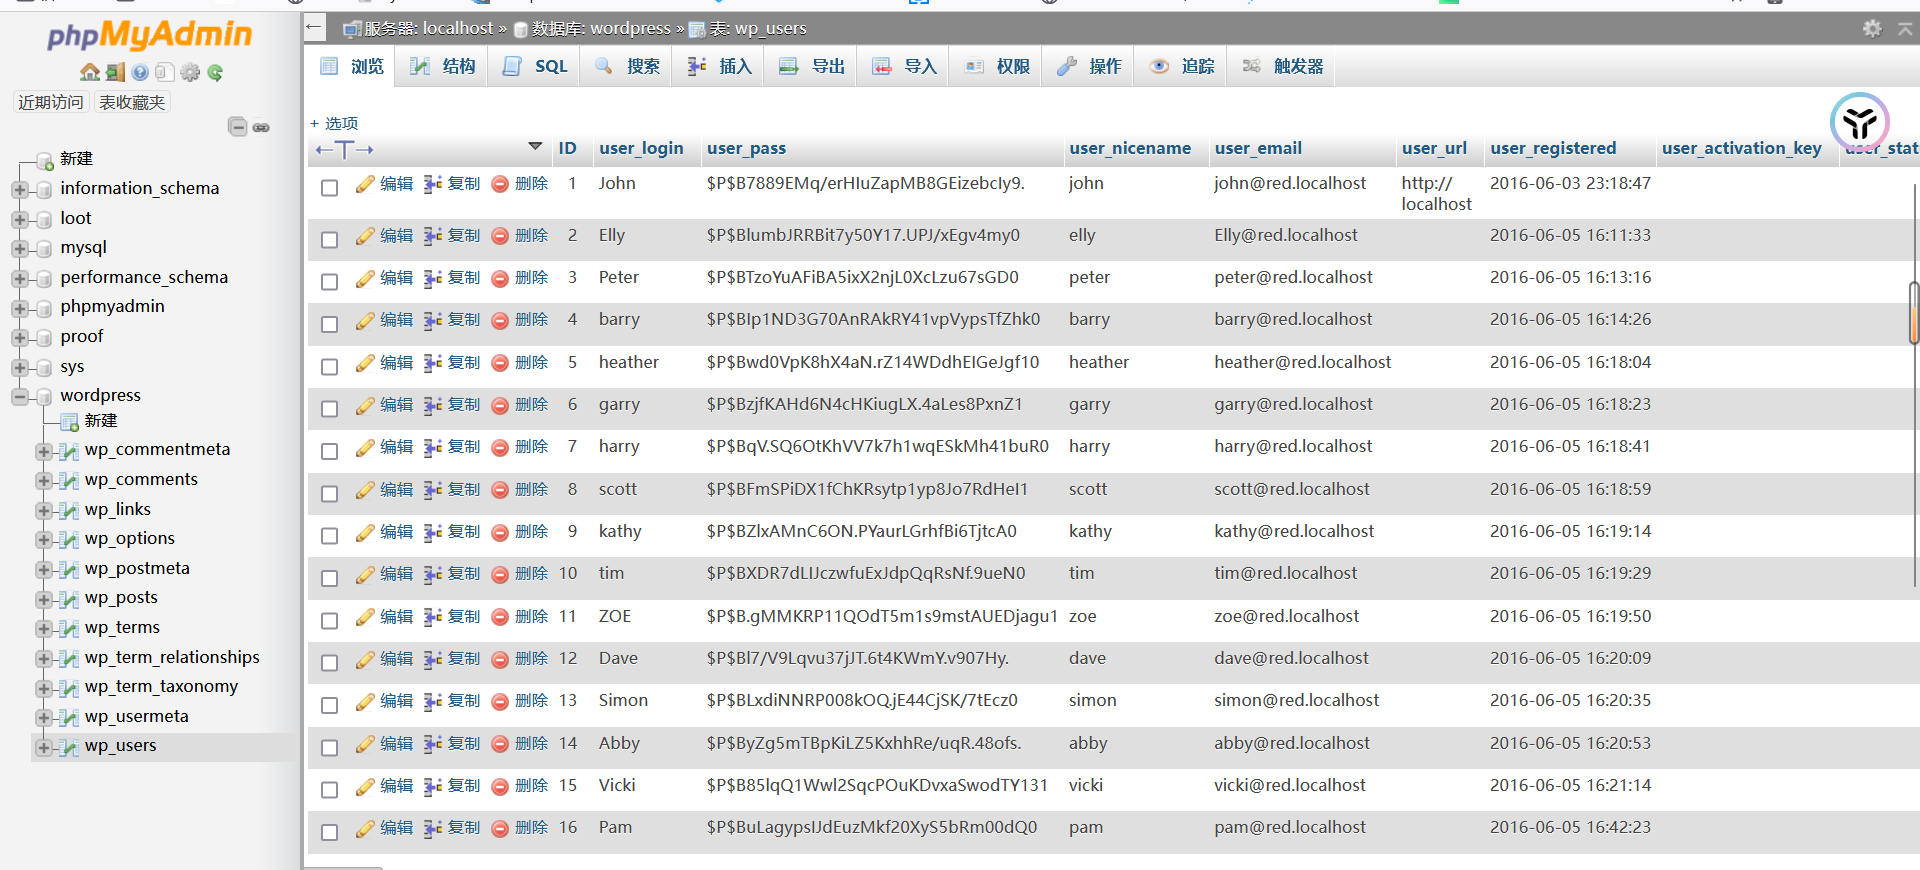 phpMyAdmin
近期访问 表收藏夹
新建
information_schema
loot
mysql
performance_schema
phpmyadmin
proof
sys
wordpress
新建
wp_commentmeta
wp_comments
wp_links
wp_options
wp_postmeta
wp_posts
wp_terms
wp_term_relationships
wp_term_taxonomy
wp_usermeta
wp_users
服务器: localhost » 数据库: wordpress » 表: wp_users
浏览 结构 SQL 搜索 插入 导出 导入 权限 操作 追踪 触发器
+ 选项
←T→ ID user_login user_pass user_nicename user_email user_url user_registered user_activation_key user_stat
编辑 复制 删除 1 John $P$B7889EMq/erHIuZapMB8GEizebcIy9. john john@red.localhost http://localhost 2016-06-03 23:18:47
编辑 复制 删除 2 Elly $P$BlumbJRRBit7y50Y17.UPJ/xEgv4my0 elly Elly@red.localhost 2016-06-05 16:11:33
编辑 复制 删除 3 Peter $P$BTzoYuAFiBA5ixX2njL0XcLzu67sGD0 peter peter@red.localhost 2016-06-05 16:13:16
编辑 复制 删除 4 barry $P$BIp1ND3G70AnRAkRY41vpVypsTfZhk0 barry barry@red.localhost 2016-06-05 16:14:26
编辑 复制 删除 5 heather $P$Bwd0VpK8hX4aN.rZ14WDdhEIGeJgf10 heather heather@red.localhost 2016-06-05 16:18:04
编辑 复制 删除 6 garry $P$BzjfKAHd6N4cHKiugLX.4aLes8PxnZ1 garry garry@red.localhost 2016-06-05 16:18:23
编辑 复制 删除 7 harry $P$BqV.SQ6OtKhVV7k7h1wqESkMh41buR0 harry harry@red.localhost 2016-06-05 16:18:41
编辑 复制 删除 8 scott $P$BFmSPiDX1fChKRsytp1yp8Jo7RdHeI1 scott scott@red.localhost 2016-06-05 16:18:59
编辑 复制 删除 9 kathy $P$BZlxAMnC6ON.PYaurLGrhfBi6TjtcA0 kathy kathy@red.localhost 2016-06-05 16:19:14
编辑 复制 删除 10 tim $P$BXDR7dLIJczwfuExJdpQqRsNf.9ueN0 tim tim@red.localhost 2016-06-05 16:19:29
编辑 复制 删除 11 ZOE $P$B.gMMKRP11QOdT5m1s9mstAUEDjagu1 zoe zoe@red.localhost 2016-06-05 16:19:50
编辑 复制 删除 12 Dave $P$Bl7/V9Lqvu37jJT.6t4KWmY.v907Hy. dave dave@red.localhost 2016-06-05 16:20:09
编辑 复制 删除 13 Simon $P$BLxdiNNRP008kOQ.jE44CjSK/7tEcz0 simon simon@red.localhost 2016-06-05 16:20:35
编辑 复制 删除 14 Abby $P$ByZg5mTBpKiLZ5KxhhRe/uqR.48ofs. abby abby@red.localhost 2016-06-05 16:20:53
编辑 复制 删除 15 Vicki $P$B85lqQ1Wwl2SqcPOuKDvxaSwodTY131 vicki vicki@red.localhost 2016-06-05 16:21:14
编辑 复制 删除 16 Pam $P$BuLagypsIJdEuzMkf20XyS5bRm00dQ0 pam pam@red.localhost 2016-06-05 16:42:23